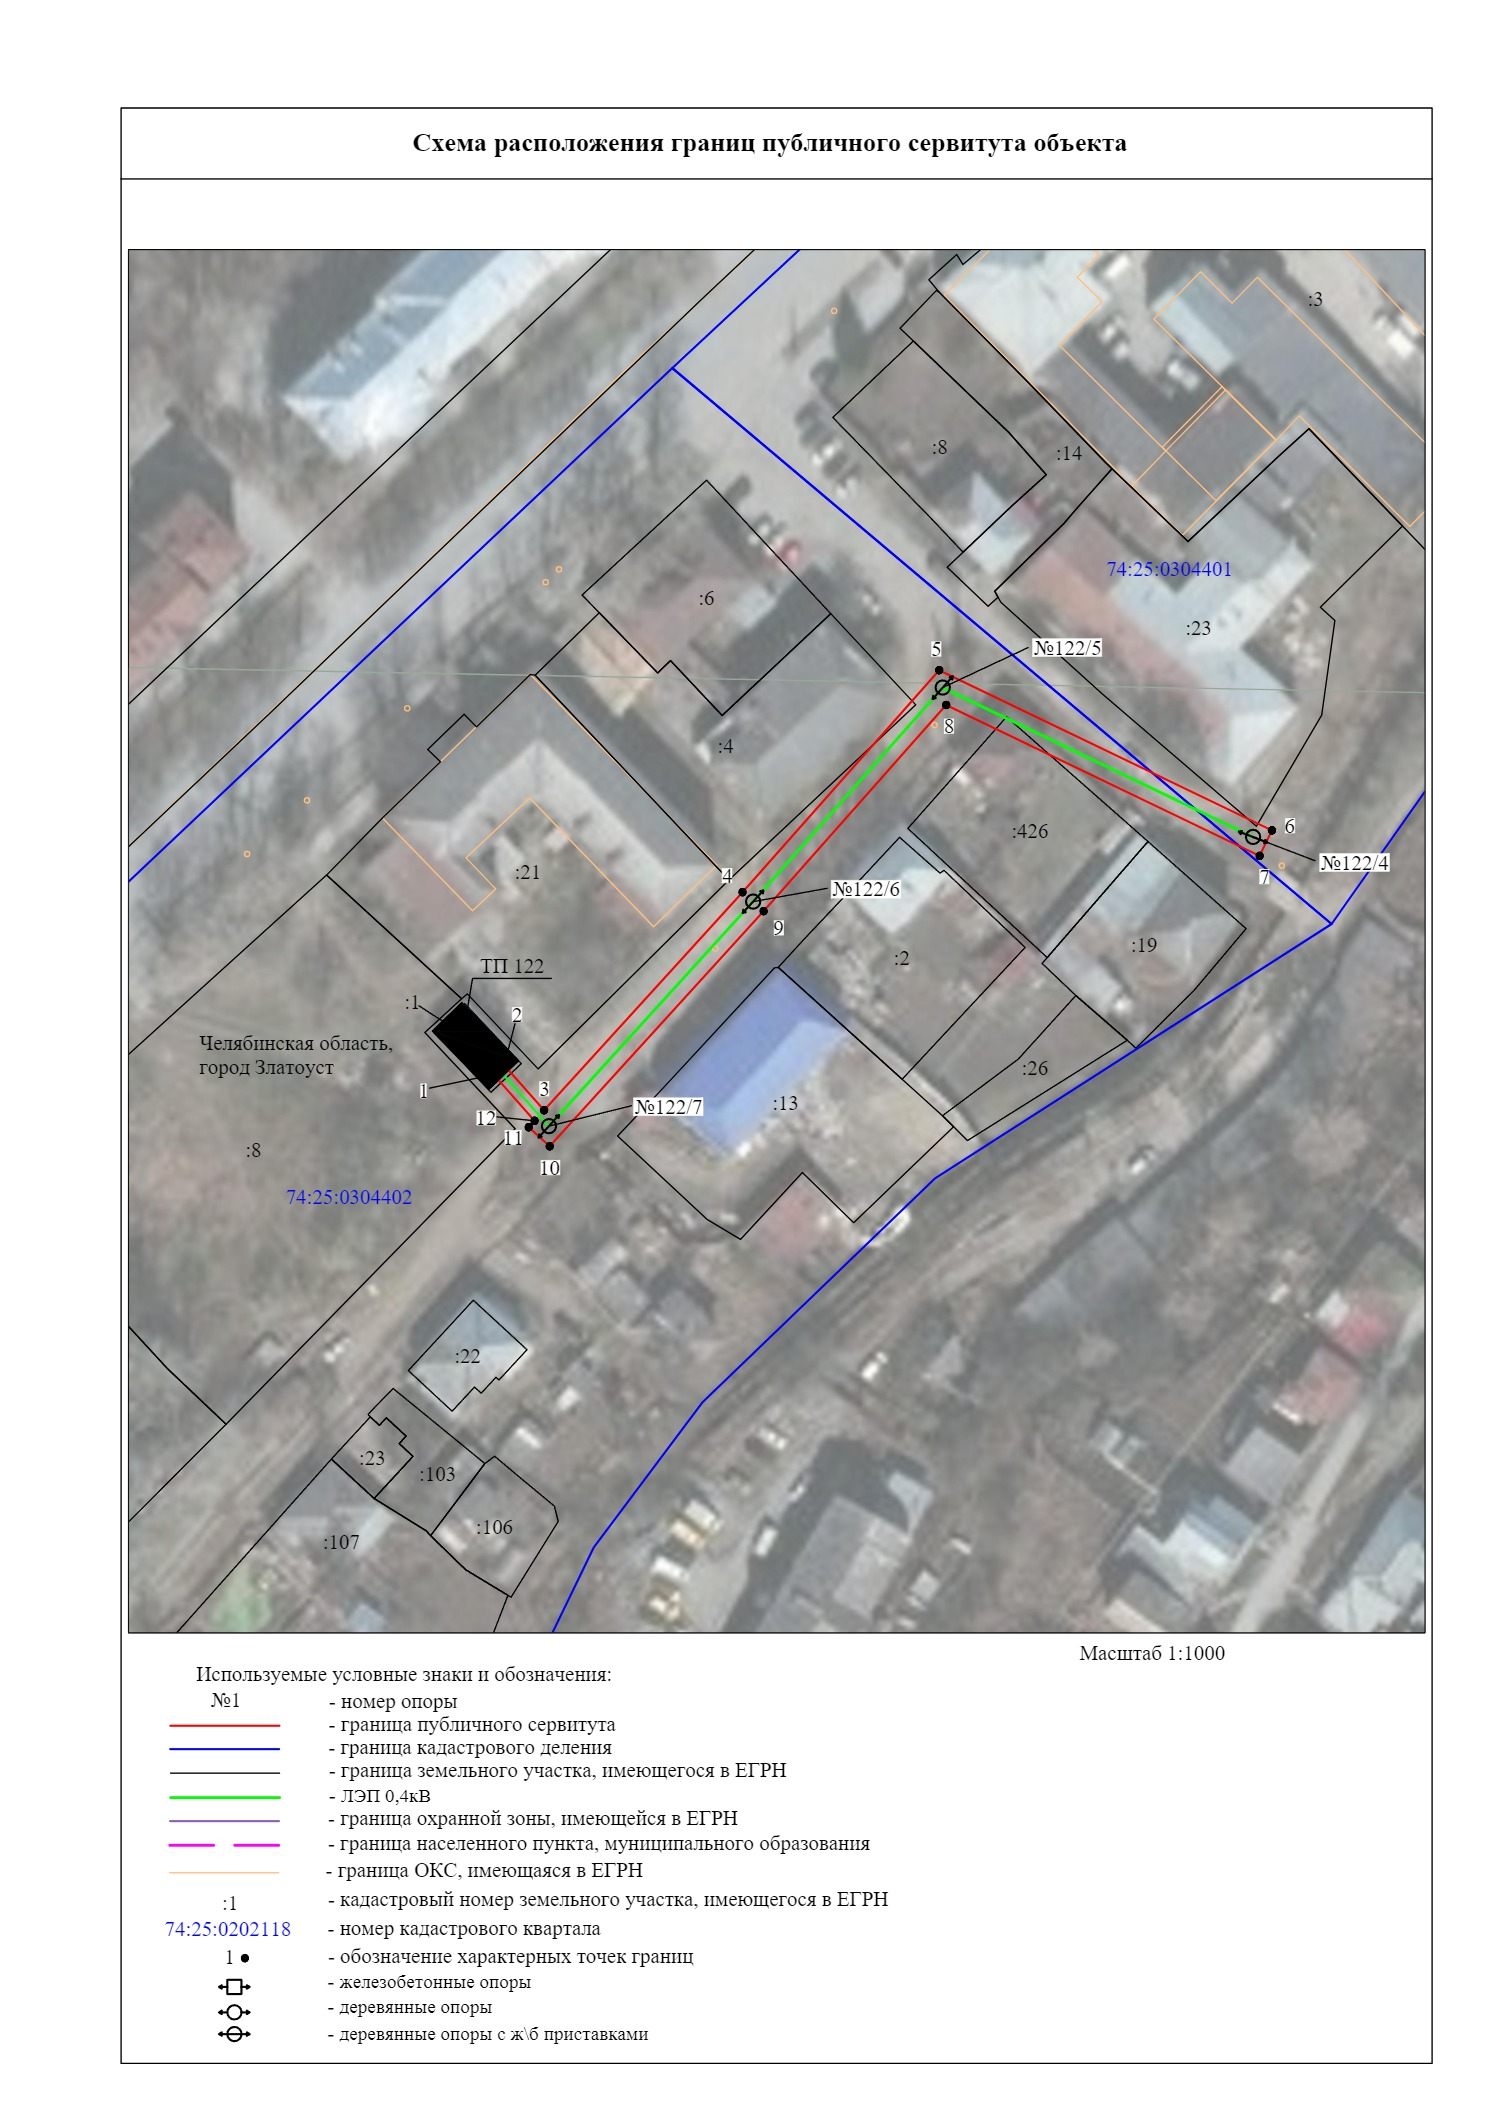 Схема расположения границ публичного сервитута объекта
:3
:8
:14
74:25:0304401
:6
:23
5
№122/5
8
:4
:426
6
№122/4
7
:21
4
№122/6
9
:2
:19
ТП 122
:1
2
Челябинская область,
город Златоуст
:26
1
3
12
№122/7
:13
11
:8
10
74:25:0304402
:22
:23
:103
:106
:107
Масштаб 1:1000
Используемые условные знаки и обозначения:
№1 - номер опоры
- граница публичного сервитута
- граница кадастрового деления
- граница земельного участка, имеющегося в ЕГРН
- ЛЭП 0,4кВ
- граница охранной зоны, имеющейся в ЕГРН
- граница населенного пункта, муниципального образования
- граница ОКС, имеющаяся в ЕГРН
:1 - кадастровый номер земельного участка, имеющегося в ЕГРН
74:25:0202118 - номер кадастрового квартала
1 - обозначение характерных точек границ
- железобетонные опоры
- деревянные опоры
- деревянные опоры с ж\б приставками